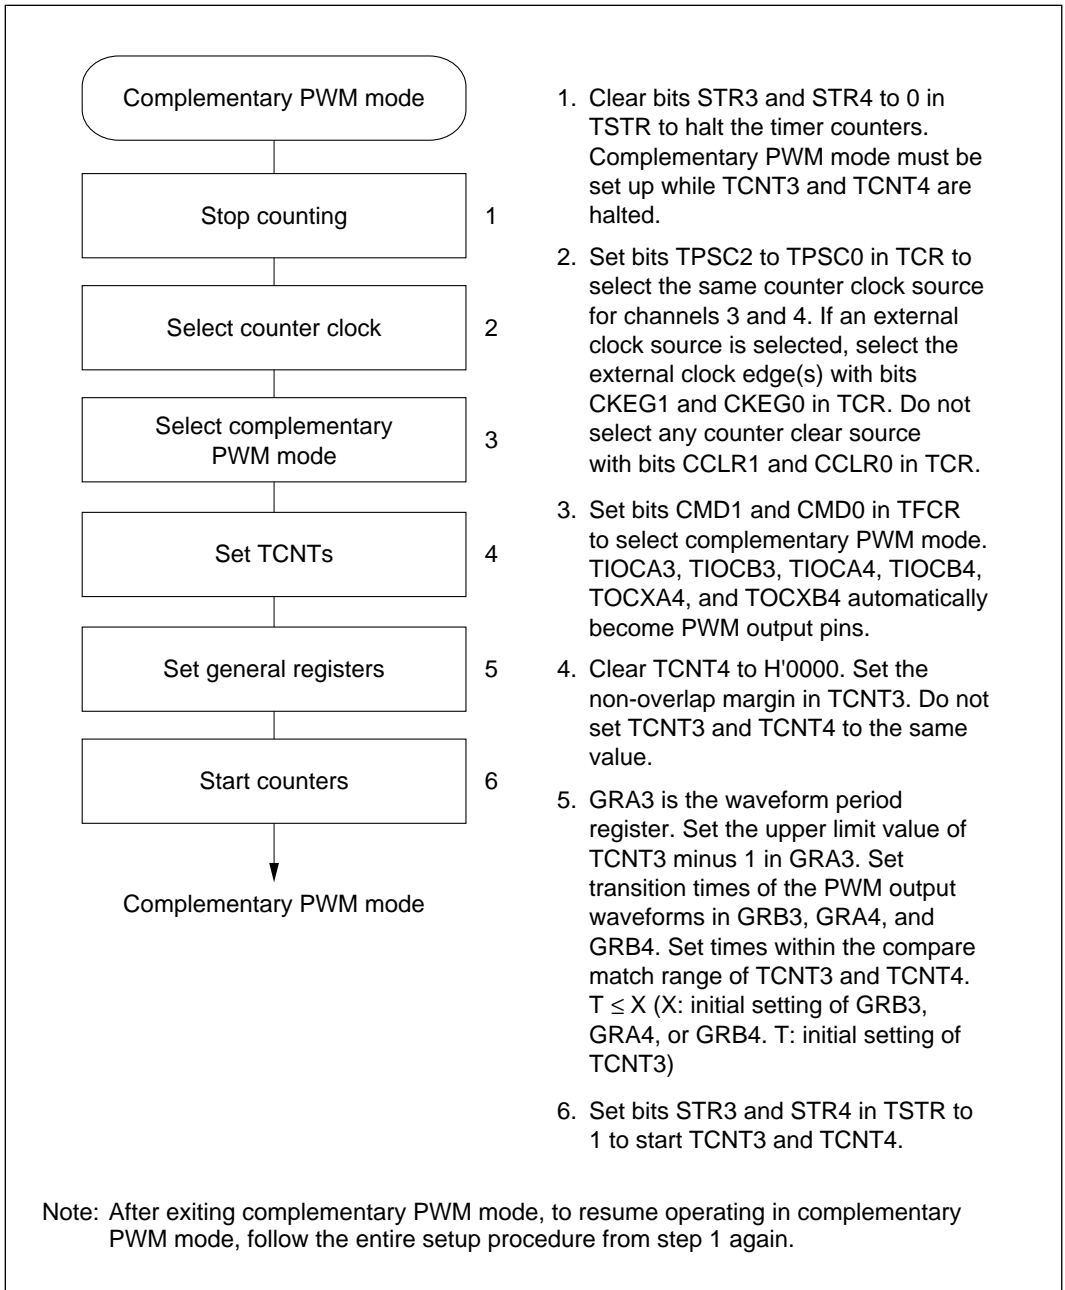 Complementary PWM mode
Stop counting
1
Select counter clock
2
Select complementary
PWM mode
3
Set TCNTs
4
Set general registers
5
Start counters
6
Complementary PWM mode
1. Clear bits STR3 and STR4 to 0 in
TSTR to halt the timer counters.
Complementary PWM mode must be
set up while TCNT3 and TCNT4 are
halted.
2. Set bits TPSC2 to TPSC0 in TCR to
select the same counter clock source
for channels 3 and 4. If an external
clock source is selected, select the
external clock edge(s) with bits
CKEG1 and CKEG0 in TCR. Do not
select any counter clear source
with bits CCLR1 and CCLR0 in TCR.
3. Set bits CMD1 and CMD0 in TFCR
to select complementary PWM mode.
TIOCA3, TIOCB3, TIOCA4, TIOCB4,
TOCXA4, and TOCXB4 automatically
become PWM output pins.
4. Clear TCNT4 to H'0000. Set the
non-overlap margin in TCNT3. Do not
set TCNT3 and TCNT4 to the same
value.
5. GRA3 is the waveform period
register. Set the upper limit value of
TCNT3 minus 1 in GRA3. Set
transition times of the PWM output
waveforms in GRB3, GRA4, and
GRB4. Set times within the compare
match range of TCNT3 and TCNT4.
T ≤ X (X: initial setting of GRB3,
GRA4, or GRB4. T: initial setting of
TCNT3)
6. Set bits STR3 and STR4 in TSTR to
1 to start TCNT3 and TCNT4.
Note: After exiting complementary PWM mode, to resume operating in complementary
PWM mode, follow the entire setup procedure from step 1 again.